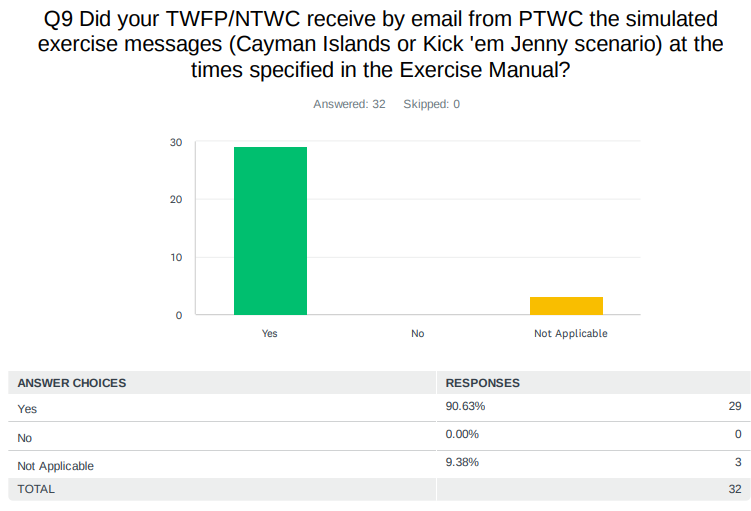 Q9 Did your TWFP/NTWC receive by email from PTWC the simulated
exercise messages (Cayman Islands or Kick 'em Jenny scenario) at the
times specified in the Exercise Manual?
Answered: 32 Skipped: 0
30
20
10
0
Yes No Not Applicable
ANSWER CHOICES RESPONSES
Yes 90.63% 29
No 0.00% 0
Not Applicable 9.38% 3
TOTAL 32